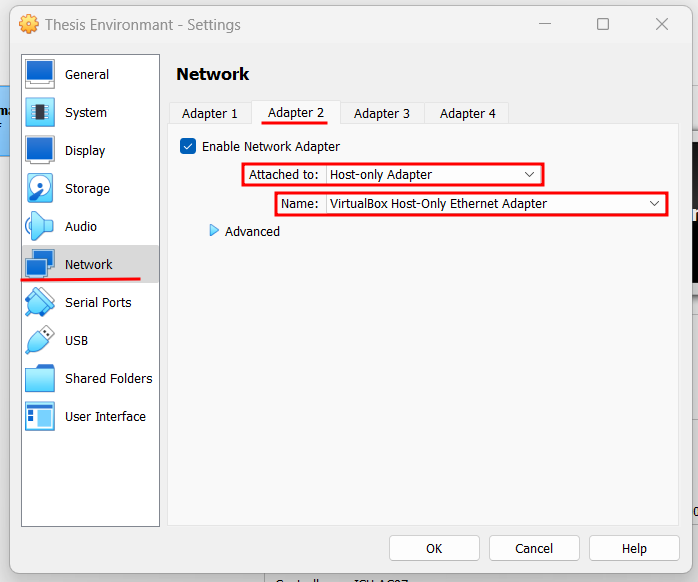 Thesis Environmant - Settings
General
System
Display
Storage
Audio
Network
Serial Ports
USB
Shared Folders
User Interface
Network
Adapter 1 Adapter 2 Adapter 3 Adapter 4
Enable Network Adapter
Attached to: Host-only Adapter
Name: VirtualBox Host-Only Ethernet Adapter
Advanced
OK Cancel Help